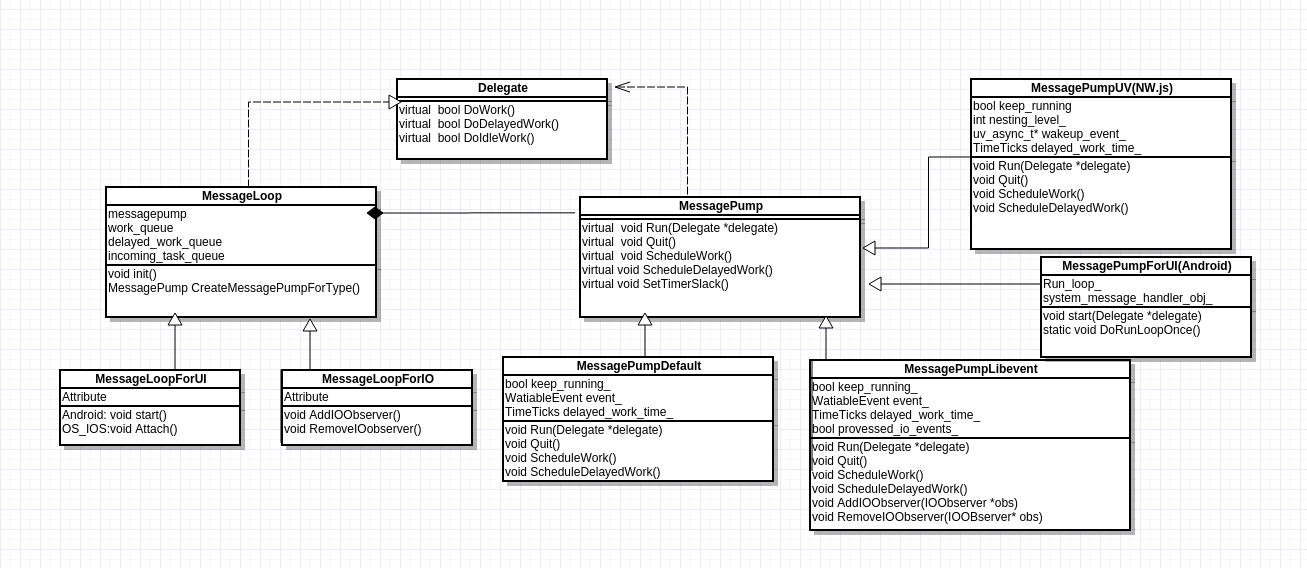 Delegate
virtual  bool DoWork()
virtual  bool DoDelayedWork()
virtual  bool DoIdleWork()
MessagePumpUV(NW.js)
bool keep_running
int nesting_level_
uv_async_t* wakeup_event_
TimeTicks delayed_work_time_
void Run(Delegate *delegate)
void Quit()
void ScheduleWork()
void ScheduleDelayedWork()
MessageLoop
messagepump
work_queue
delayed_work_queue
incoming_task_queue
void init()
MessagePump CreateMessagePumpForType()
MessagePump
virtual  void Run(Delegate *delegate)
virtual  void Quit()
virtual  void ScheduleWork()
virtual void ScheduleDelayedWork()
virtual void SetTimerSlack()
MessagePumpForUI(Android)
Run_loop_
system_message_handler_obj_
void start(Delegate *delegate)
static void DoRunLoopOnce()
MessageLoopForUI
Attribute
Android: void start()
OS_IOS:void Attach()
MessageLoopForIO
Attribute
void AddIOObserver()
void RemoveIOobserver()
MessagePumpDefault
bool keep_running_
WatiableEvent event_
TimeTicks delayed_work_time_
void Run(Delegate *delegate)
void Quit()
void ScheduleWork()
void ScheduleDelayedWork()
MessagePumpLibevent
bool keep_running_
WatiableEvent event_
TimeTicks delayed_work_time_
bool provessed_io_events_
void Run(Delegate *delegate)
void Quit()
void ScheduleWork()
void ScheduleDelayedWork()
void AddIOObserver(IOObserver *obs)
void RemoveIOObserver(IOOBserver* obs)